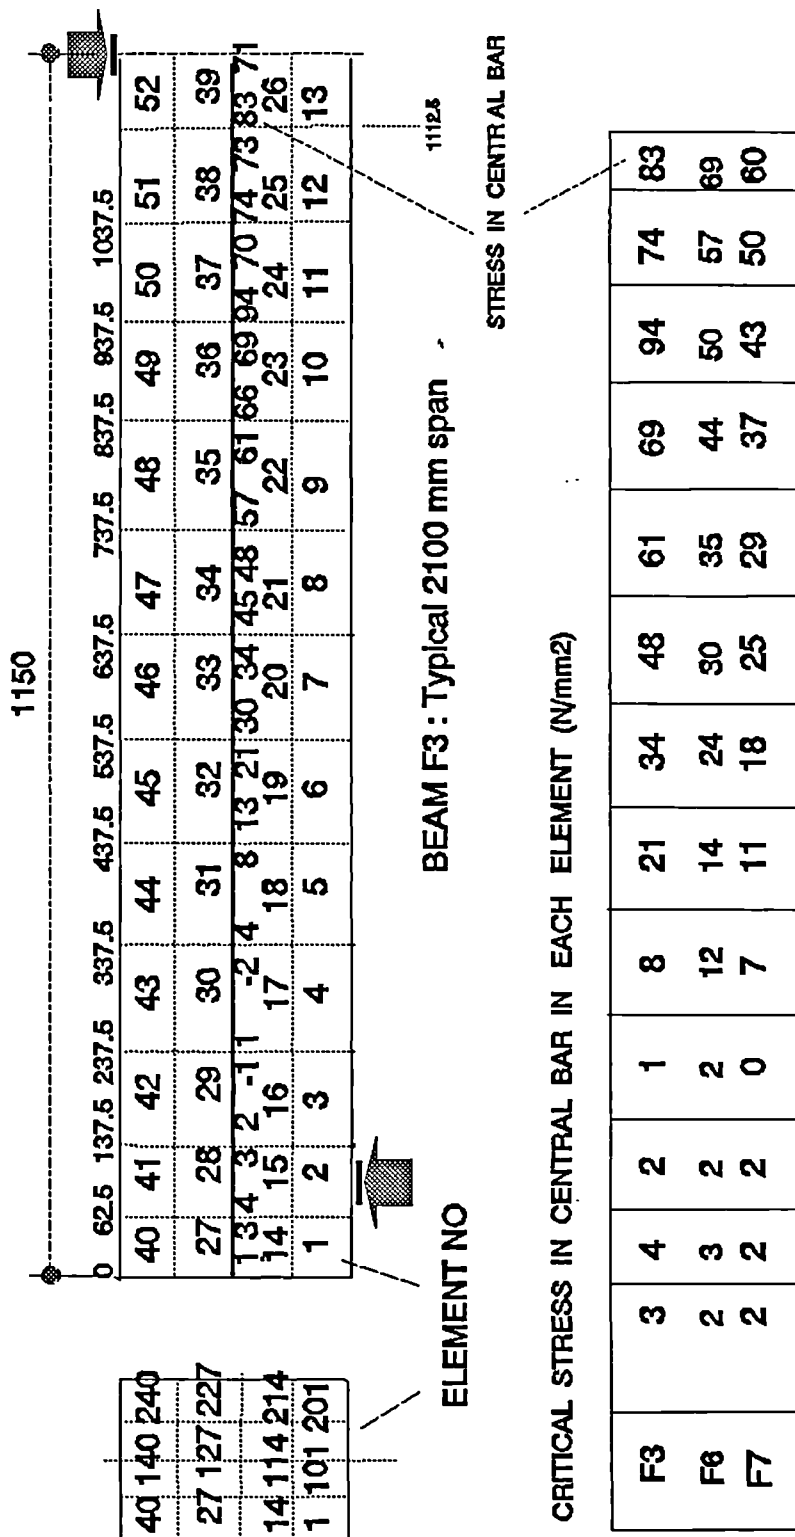 1150
0 62.5 137.5 237.5 337.5 437.5 537.5 637.5 737.5 837.5 937.5 1037.5
40 140 240
40 41 42 43 44 45 46 47 48 49 50 51 52
27 127 227
27 28 29 30 31 32 33 34 35 36 37 38 39
1 3 4 3 2 -1 1 -2 4 8 13 21 30 34 45 48 57 61 66 69 94 70 74 73 83 71
14 114 214
14 15 16 17 18 19 20 21 22 23 24 25 26
1 101 201
1 2 3 4 5 6 7 8 9 10 11 12 13
1112.5
ELEMENT NO
BEAM F3 : Typical 2100 mm span
STRESS IN CENTRAL BAR
CRITICAL STRESS IN CENTRAL BAR IN EACH ELEMENT (N/mm2)
F3 3 4 2 1 8 21 34 48 61 69 94 74 83
F6 2 3 2 2 12 14 24 30 35 44 50 57 69
F7 2 2 2 0 7 11 18 25 29 37 43 50 60